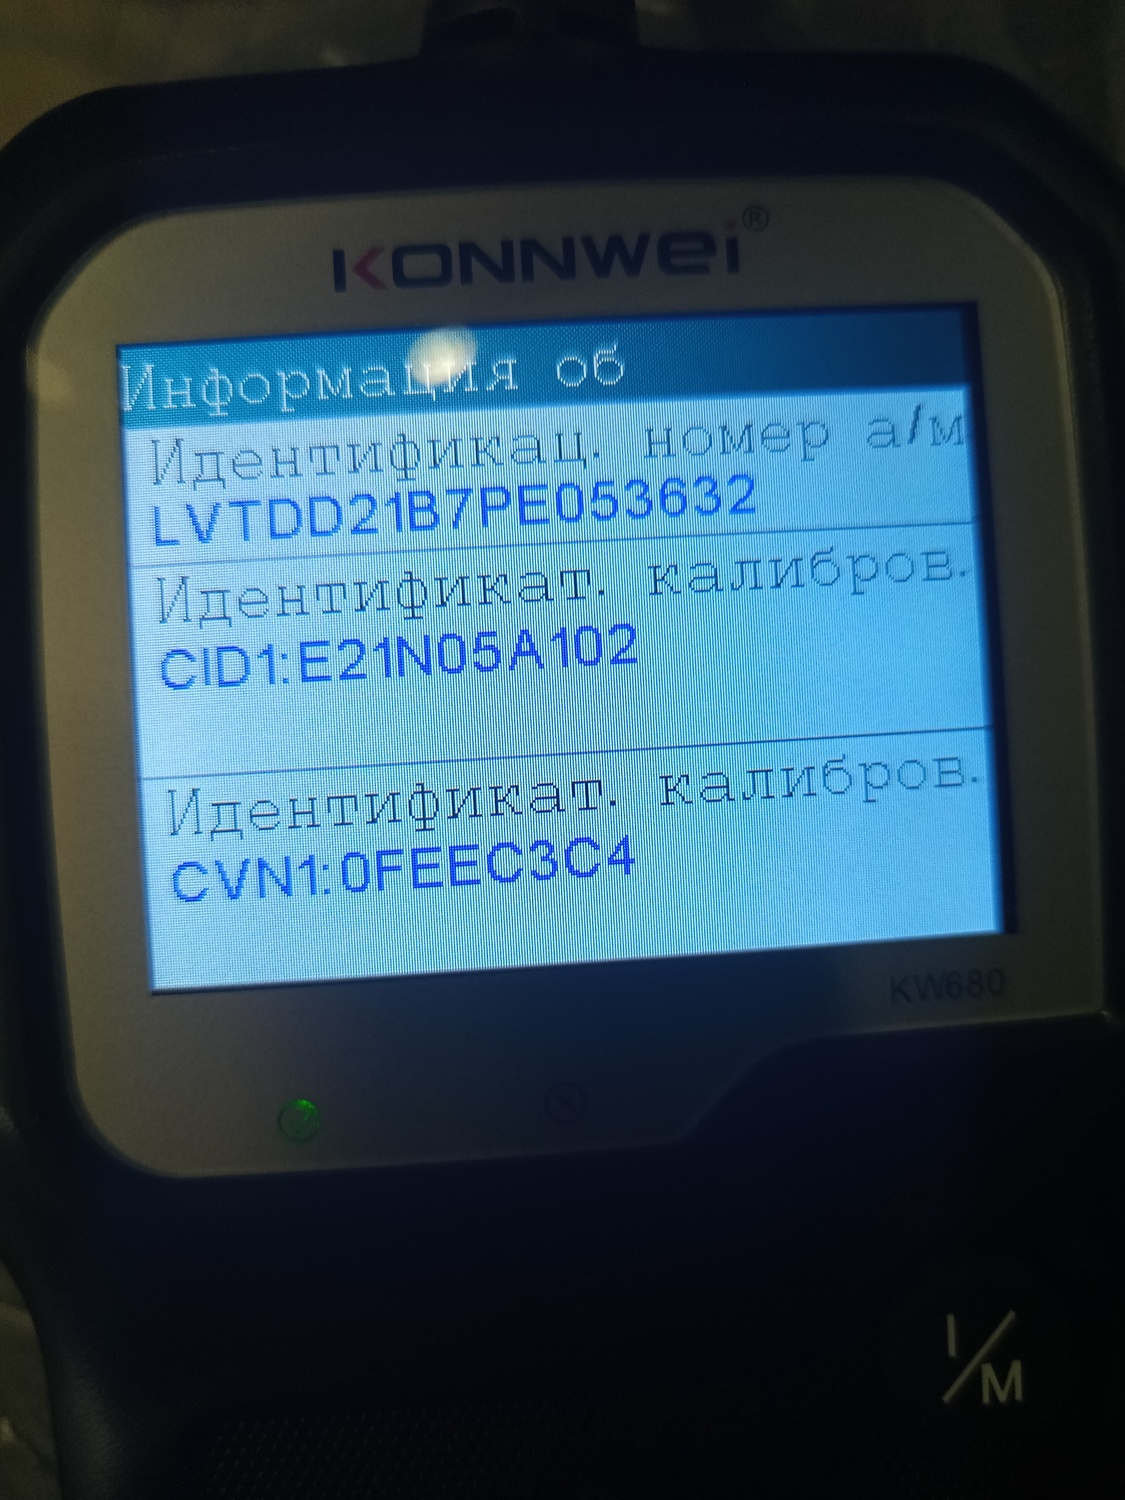 KONNWEI®
Информация об
Идентификац. номер а/м
LVTDD21B7PE053632
Идентификат. калибров.
CID1:E21N05A102
Идентификат. калибров.
CVN1:0FEEC3C4
KW680
I/M